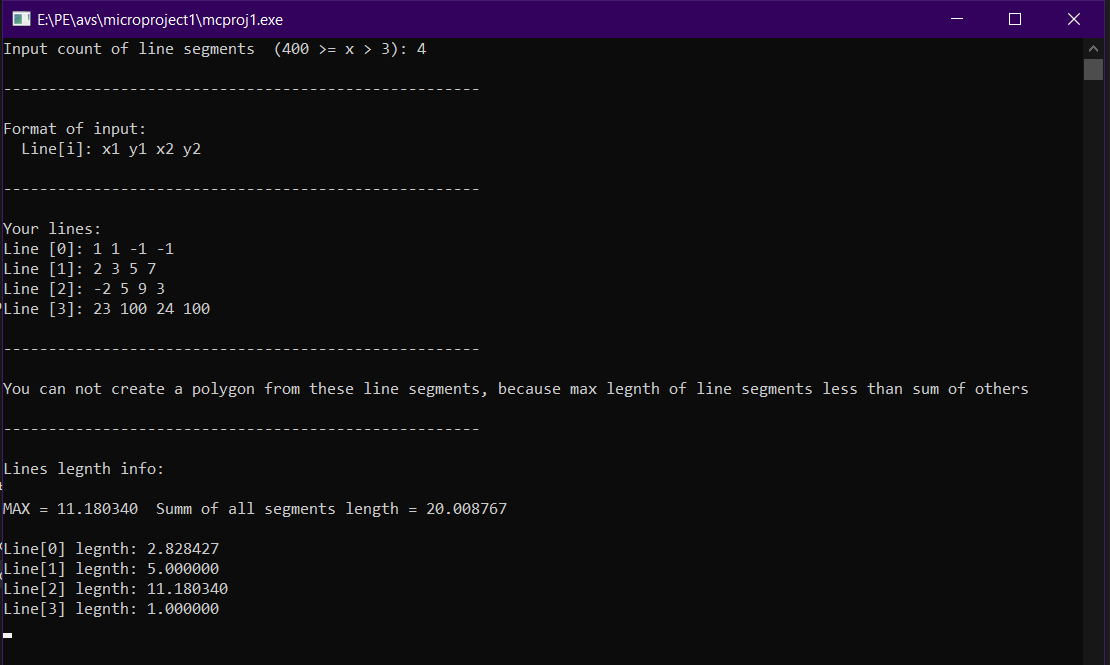 E:\PE\avs\microproject1\mcproj1.exe
Input count of line segments  (400 >= x > 3): 4
-----------------------------------------------------
Format of input:
  Line[i]: x1 y1 x2 y2
-----------------------------------------------------
Your lines:
Line [0]: 1 1 -1 -1
Line [1]: 2 3 5 7
Line [2]: -2 5 9 3
Line [3]: 23 100 24 100
-----------------------------------------------------
You can not create a polygon from these line segments, because max legnth of line segments less than sum of others
-----------------------------------------------------
Lines legnth info:
MAX = 11.180340  Summ of all segments length = 20.008767
Line[0] legnth: 2.828427
Line[1] legnth: 5.000000
Line[2] legnth: 11.180340
Line[3] legnth: 1.000000